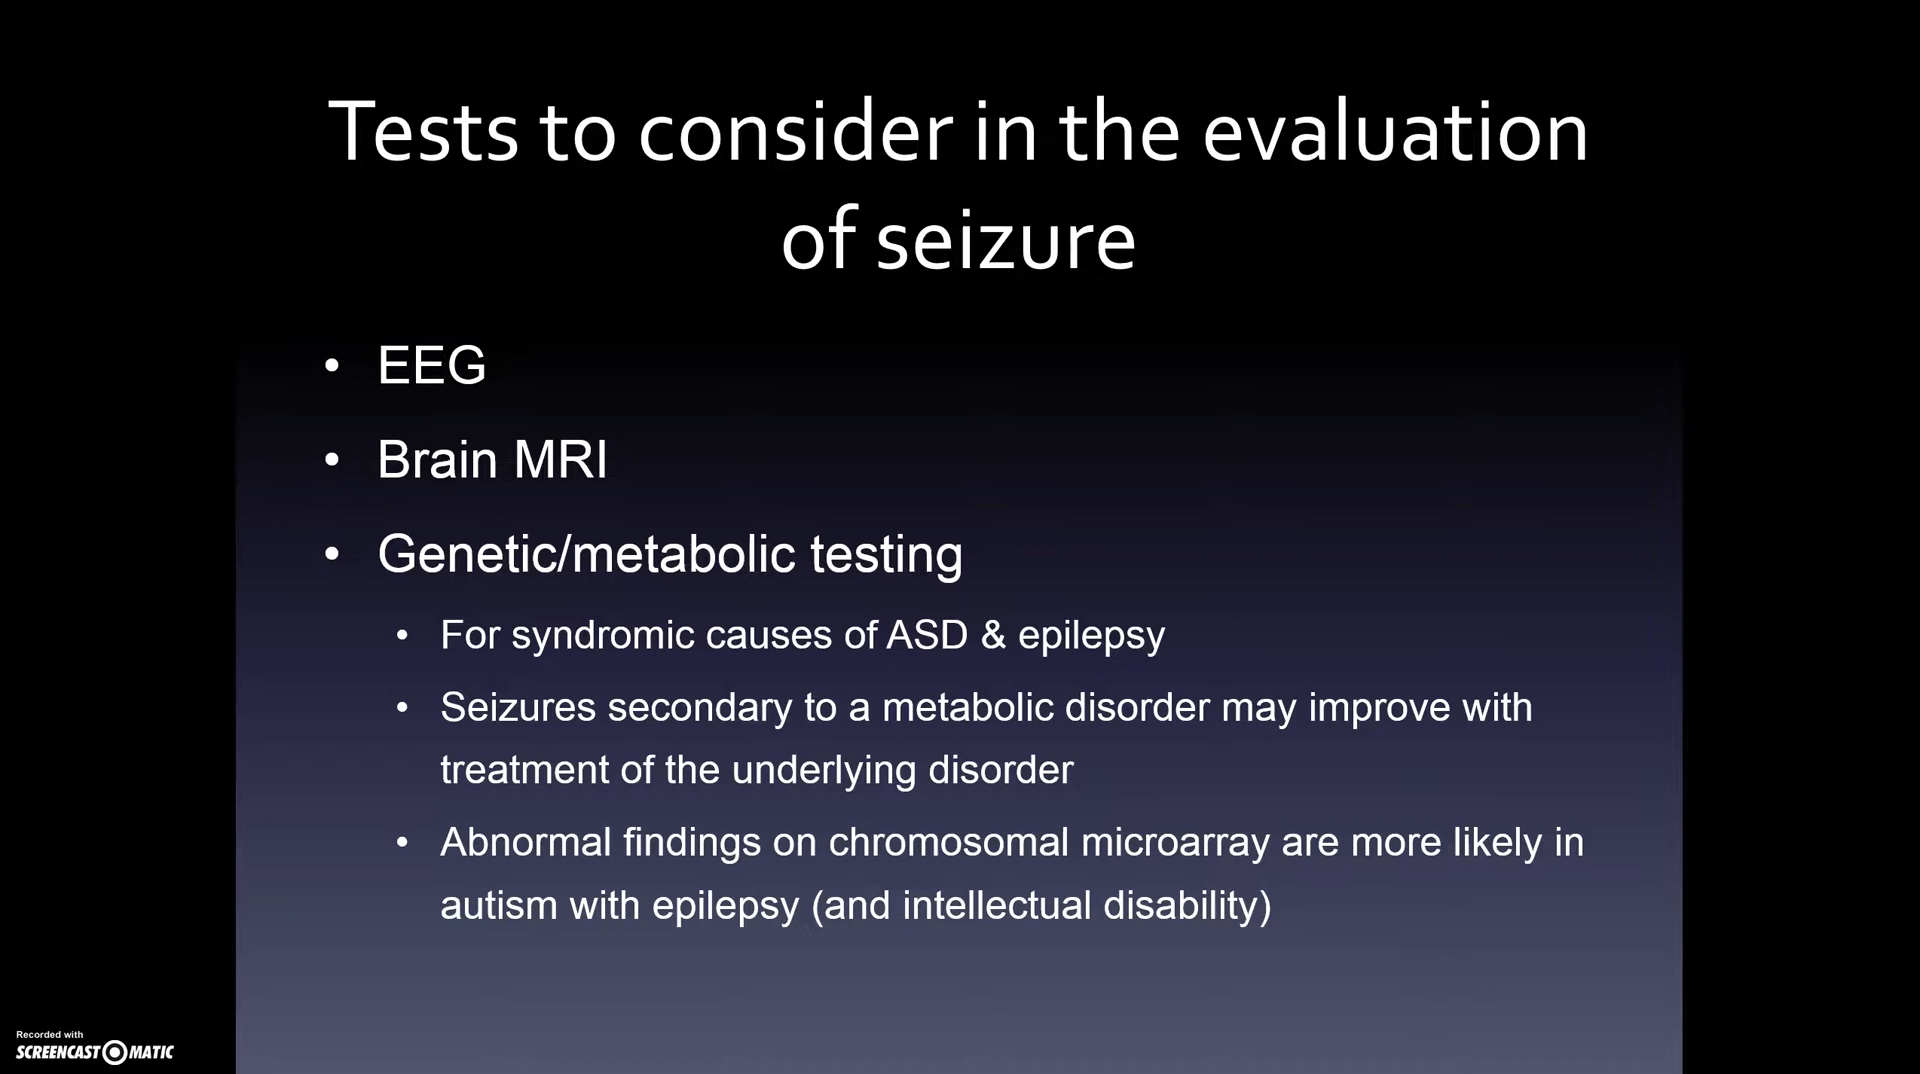 Tests to consider in the evaluation
of seizure
• EEG
• Brain MRI
• Genetic/metabolic testing
• For syndromic causes of ASD & epilepsy
• Seizures secondary to a metabolic disorder may improve with
treatment of the underlying disorder
• Abnormal findings on chromosomal microarray are more likely in
autism with epilepsy (and intellectual disability)
Recorded with
SCREENCAST MATIC